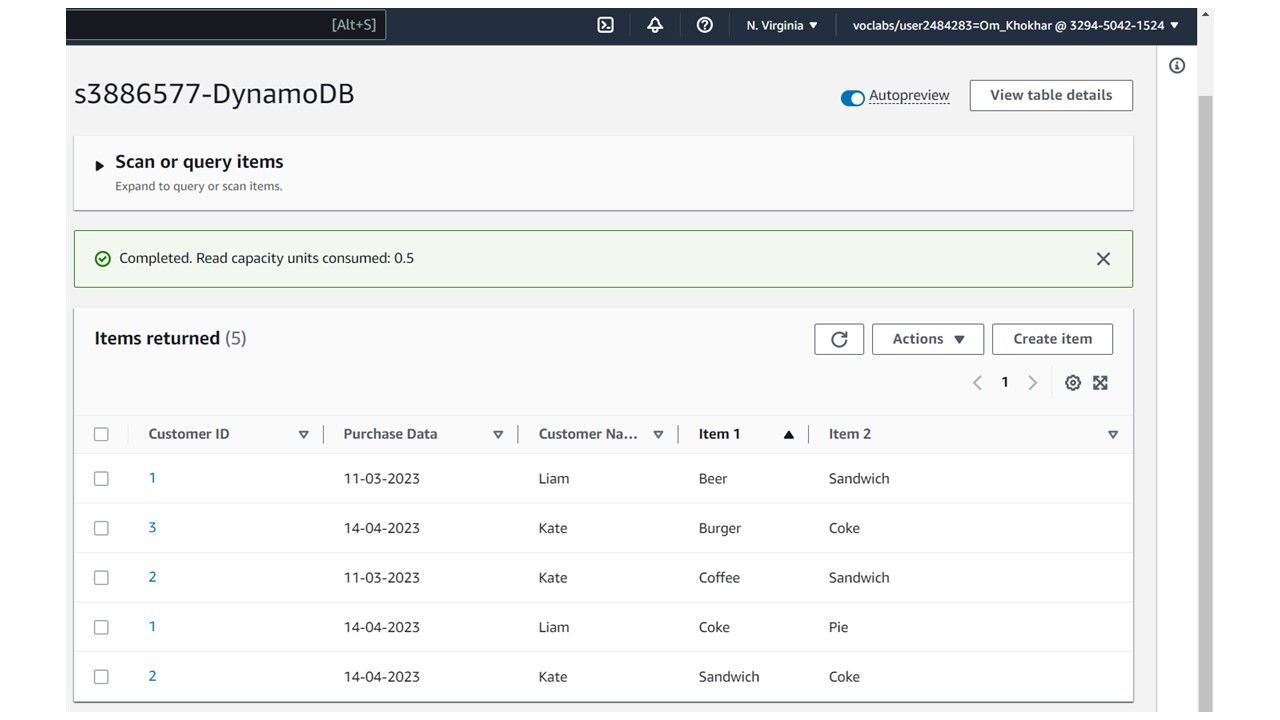 [Alt+S] N. Virginia voclabs/user2484283=Om_Khokhar @ 3294-5042-1524
s3886577-DynamoDB Autopreview View table details
Scan or query items
Expand to query or scan items.
Completed. Read capacity units consumed: 0.5
Items returned (5) Actions Create item
1
Customer ID Purchase Data Customer Na... Item 1 Item 2
1 11-03-2023 Liam Beer Sandwich
3 14-04-2023 Kate Burger Coke
2 11-03-2023 Kate Coffee Sandwich
1 14-04-2023 Liam Coke Pie
2 14-04-2023 Kate Sandwich Coke